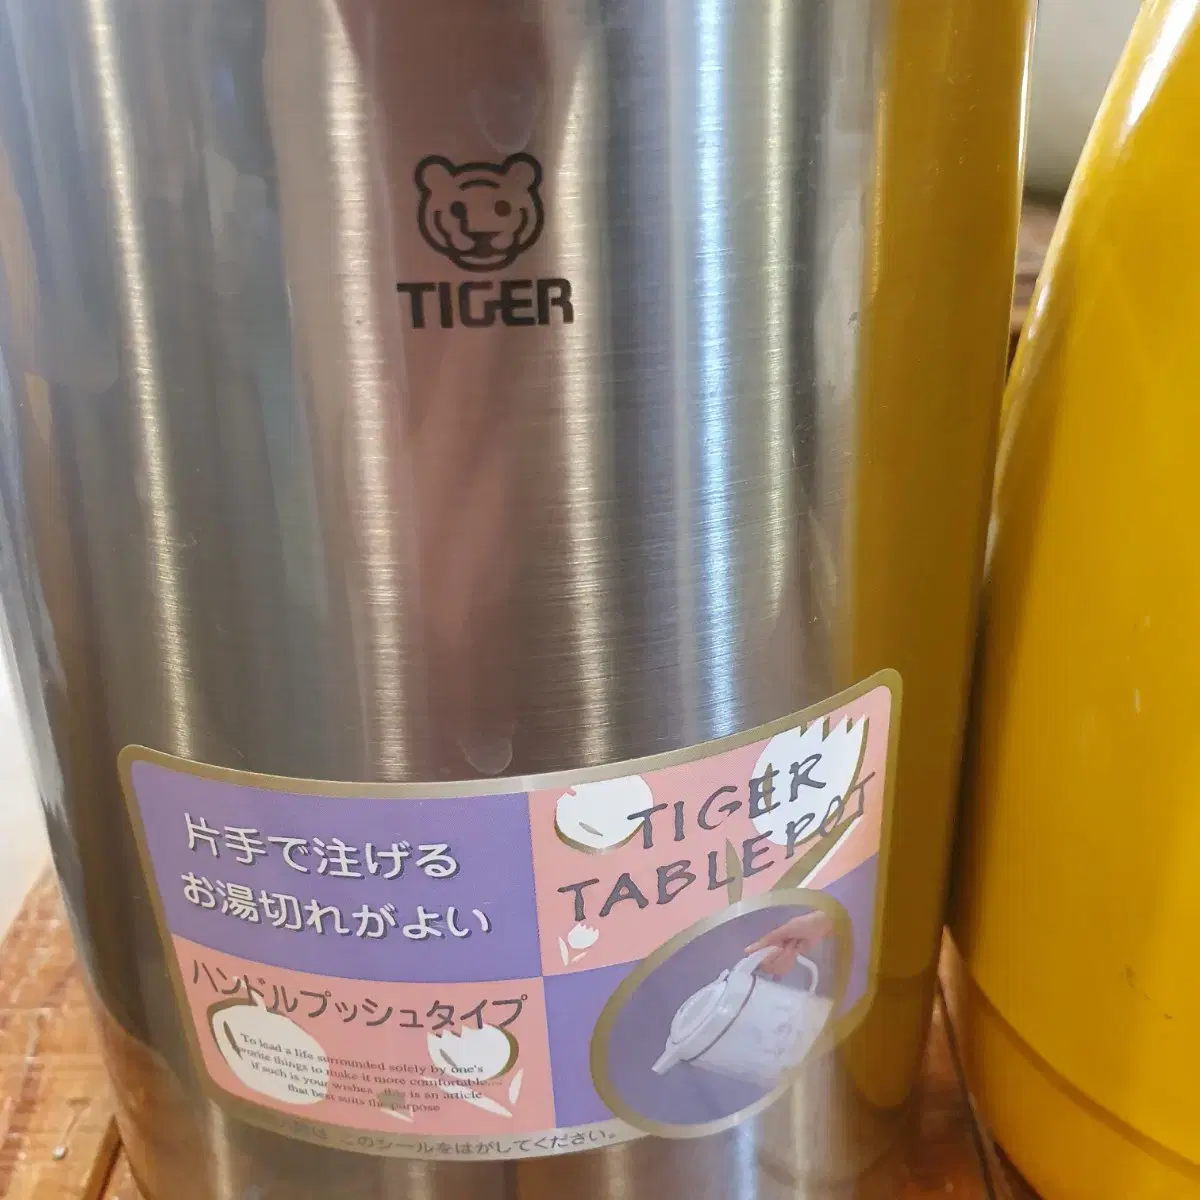 TIGER
TIGER
TABLEPOT
片手で注げる
お湯切れがよい
ハンドルプッシュタイプ
To lead a life surrounded solely by one's
favorite things to make it more comfortable....
if such is your wishes , this is an article
that best suits the purpose
このシールをはがしてください。